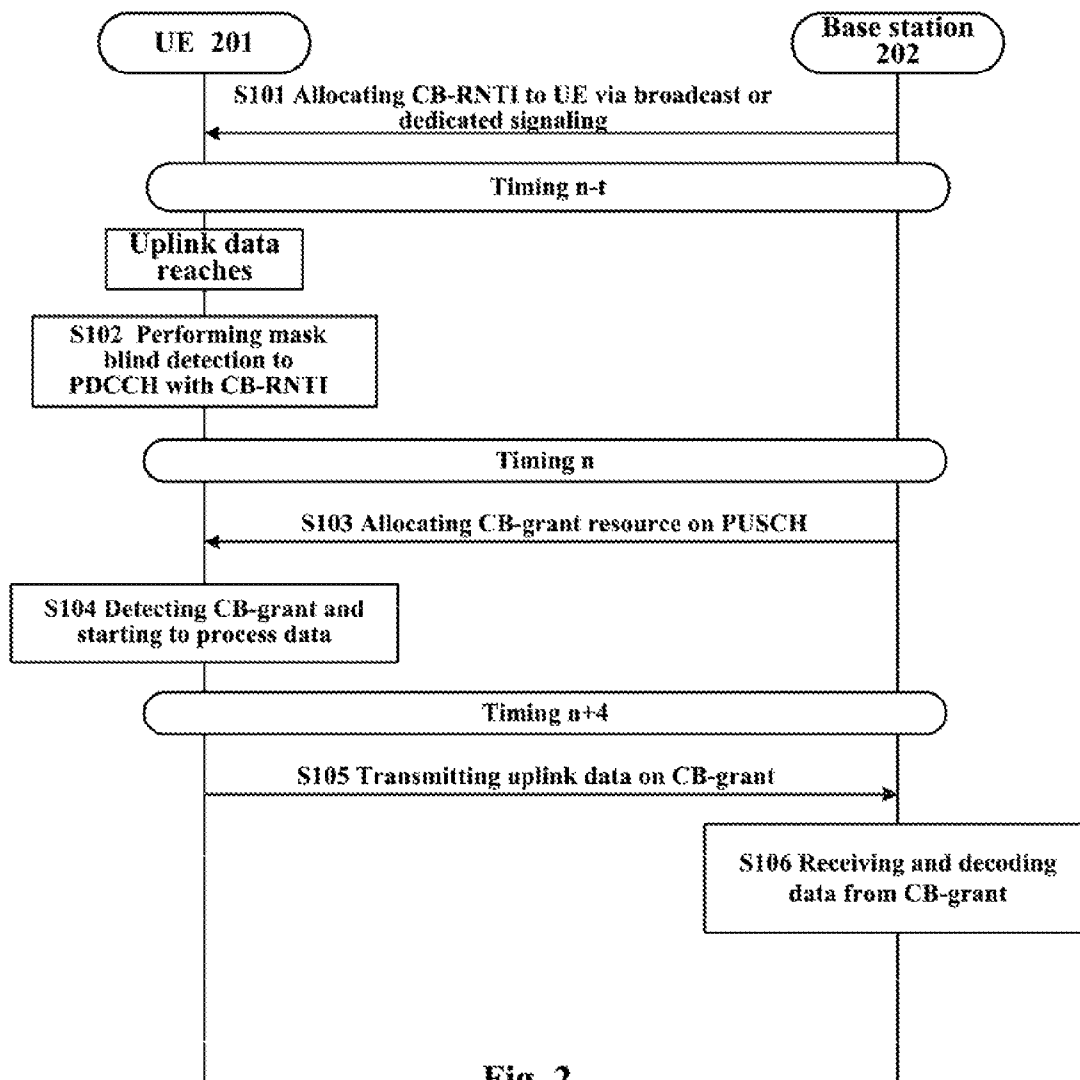 UE 201
Base station
202
S101 Allocating CB-RNTI to UE via broadcast or
dedicated signaling
Timing n-t
Uplink data
reaches
S102 Performing mask
blind detection to
PDCCH with CB-RNTI
Timing n
S103 Allocating CB-grant resource on PUSCH
S104 Detecting CB-grant and
starting to process data
Timing n+4
S105 Transmitting uplink data on CB-grant
S106 Receiving and decoding
data from CB-grant
Fig. 2